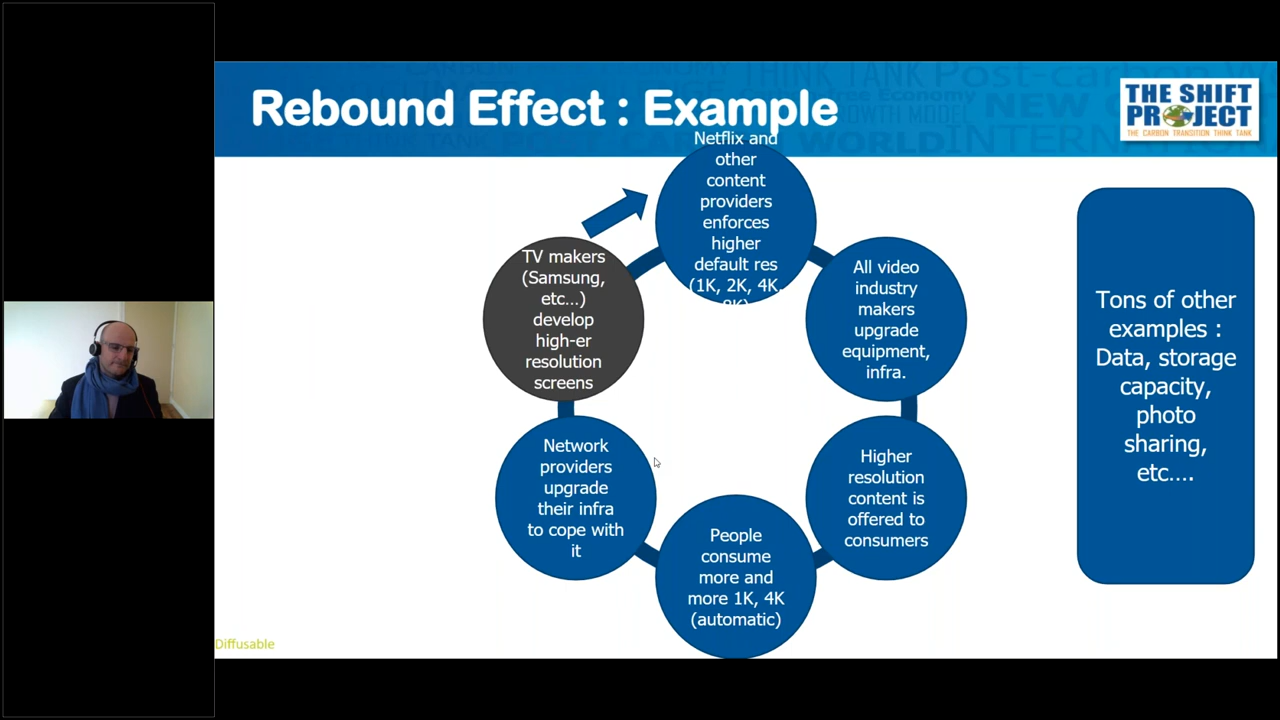 Rebound Effect : Example
THE SHIFT
PROJECT
THE CARBON TRANSITION THINK TANK
Netflix and
other
content
providers
enforces
higher
default res
(1K, 2K, 4K,
8K)
All video
industry
makers
upgrade
equipment,
infra.
Higher
resolution
content is
offered to
consumers
People
consume
more and
more 1K, 4K
(automatic)
Network
providers
upgrade
their infra
to cope with
it
TV makers
(Samsung,
etc...)
develop
high-er
resolution
screens
Tons of other
examples :
Data, storage
capacity,
photo
sharing,
etc....
Diffusable